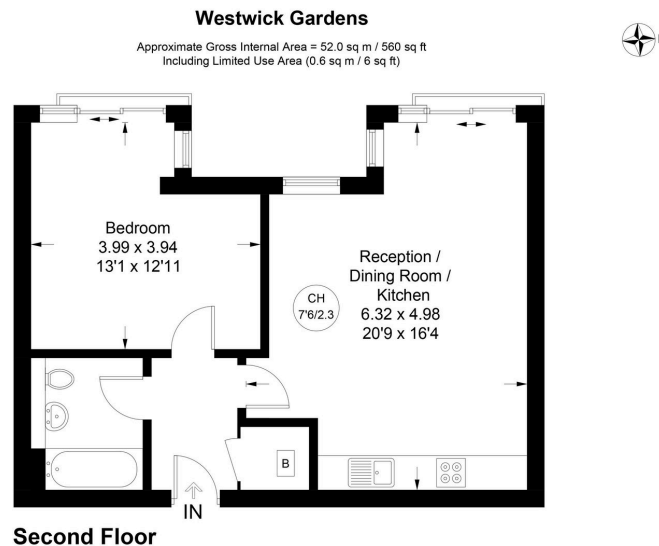 Westwick Gardens
Approximate Gross Internal Area = 52.0 sq m / 560 sq ft
Including Limited Use Area (0.6 sq m / 6 sq ft)
Bedroom
3.99 x 3.94
13'1 x 12'11
Reception /
Dining Room /
Kitchen
6.32 x 4.98
20'9 x 16'4
CH
7'6/2.3
B
IN
Second Floor